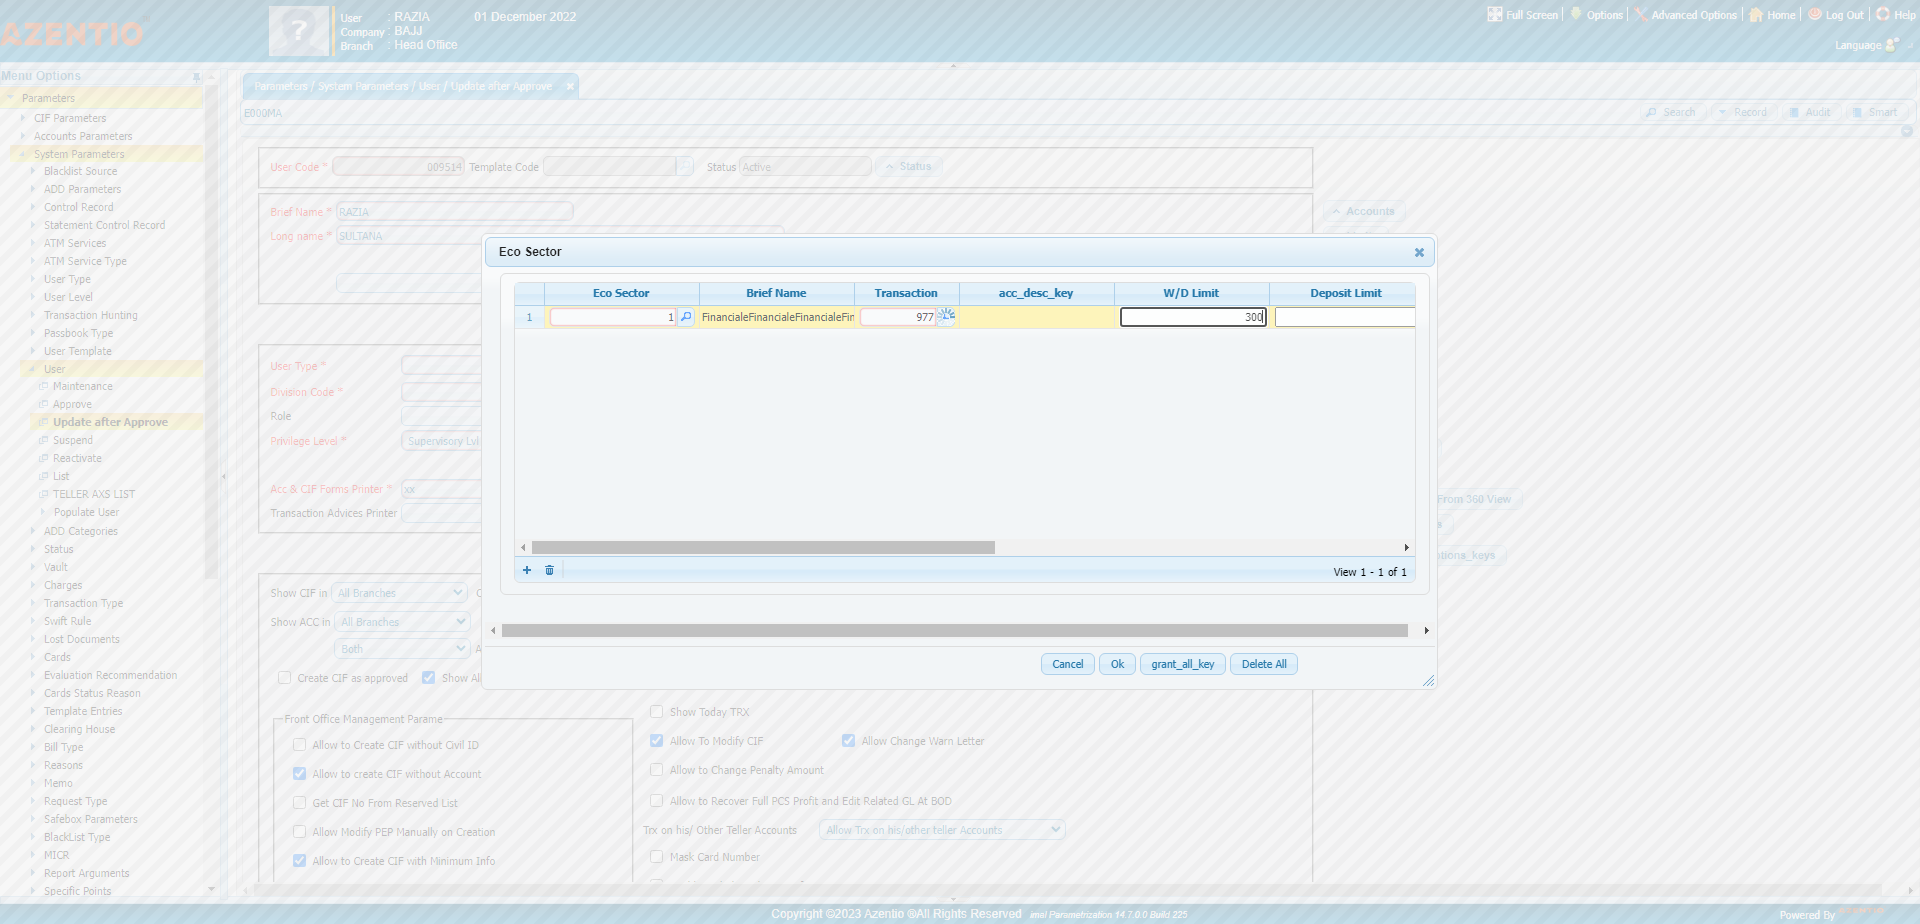 AZENTIO
User : RAZIA 01 December 2022
Company : BAJJ
Branch : Head Office
Full Screen Options Advanced Options Home Log Out Help
Language
Menu Options
Parameters
CIF Parameters
Accounts Parameters
System Parameters
Blacklist Source
ADD Parameters
Control Record
Statement Control Record
ATM Services
ATM Service Type
User Type
User Level
Transaction Hunting
Passbook Type
User Template
User
Maintenance
Approve
Update after Approve
Suspend
Reactivate
List
TELLER AXS LIST
Populate User
ADD Categories
Status
Vault
Charges
Transaction Type
Swift Rule
Lost Documents
Cards
Evaluation Recommendation
Cards Status Reason
Template Entries
Clearing House
Bill Type
Reasons
Memo
Request Type
Safebox Parameters
BlackList Type
MICR
Report Arguments
Specific Points
Parameters / System Parameters / User / Update after Approve
E000MA
Search Record Audit Smart
User Code * 009514 Template Code Status Active Status
Brief Name * RAZIA
Accounts
Long name * SULTANA
Eco Sector
Eco Sector Brief Name Transaction acc_desc_key W/D Limit Deposit Limit
1 1 FinancialeFinancialeFinancialeFin 977 300
View 1 - 1 of 1
Cancel Ok grant_all_key Delete All
User Type *
Division Code *
Role
Privilege Level * Supervisory Lvl
Acc & CIF Forms Printer * xx
Transaction Advices Printer
From 360 View
tions_keys
Show CIF in All Branches
Show ACC in All Branches
Both
Create CIF as approved Show Al
Front Office Management Parame
Allow to Create CIF without Civil ID
Allow to create CIF without Account
Get CIF No From Reserved List
Allow Modify PEP Manually on Creation
Allow to Create CIF with Minimum Info
Show Today TRX
Allow To Modify CIF Allow Change Warn Letter
Allow to Change Penalty Amount
Allow to Recover Full PCS Profit and Edit Related GL At BOD
Trx on his/ Other Teller Accounts Allow Trx on his/other teller Accounts
Mask Card Number
Copyright ©2023 Azentio ®All Rights Reserved imal Parametrization 14.7.0.0 Build 225
Powered By